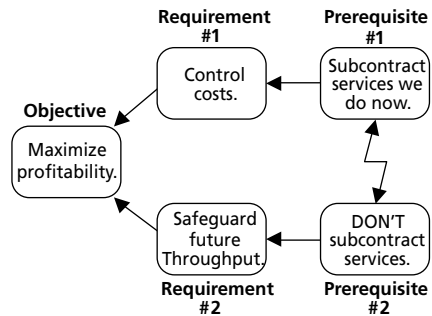 Requirement
#1
Prerequisite
#1
Control
costs.
Subcontract
services we
do now.
Objective
Maximize
profitability.
Safeguard
future
Throughput.
DON'T
subcontract
services.
Requirement
#2
Prerequisite
#2